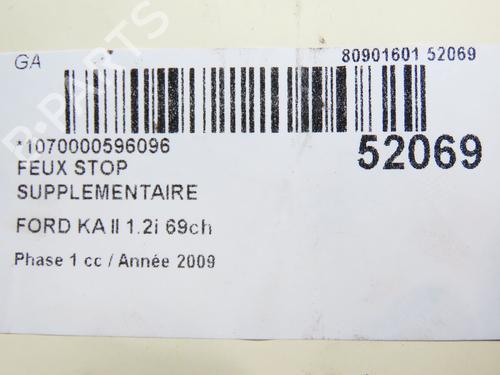 GA
80901601 52069
*1070000596096
52069
FEUX STOP
SUPPLEMENTAIRE
FORD KA II 1.2i 69ch
Phase 1 cc / Année 2009
B-PARTS